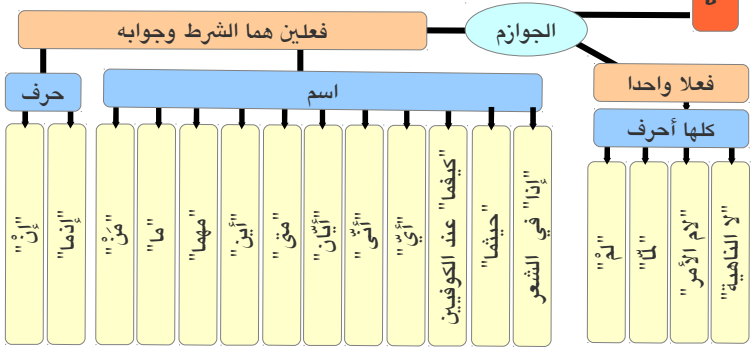 الجوازم
فعلا واحدا
كلها أحرف
"لا الناهية"
"لام الأمر"
"لمّا"
"لمْ"
فعلين هما الشرط وجوابه
اسم
"إذا" في الشعر
"حيثما"
"كيفما" عند الكوفيين
"أيّ"
"أنّى"
"أيّان"
"متى"
"أين"
"مهما"
"ما"
"مَنْ"
حرف
"إذما"
"إنْ"